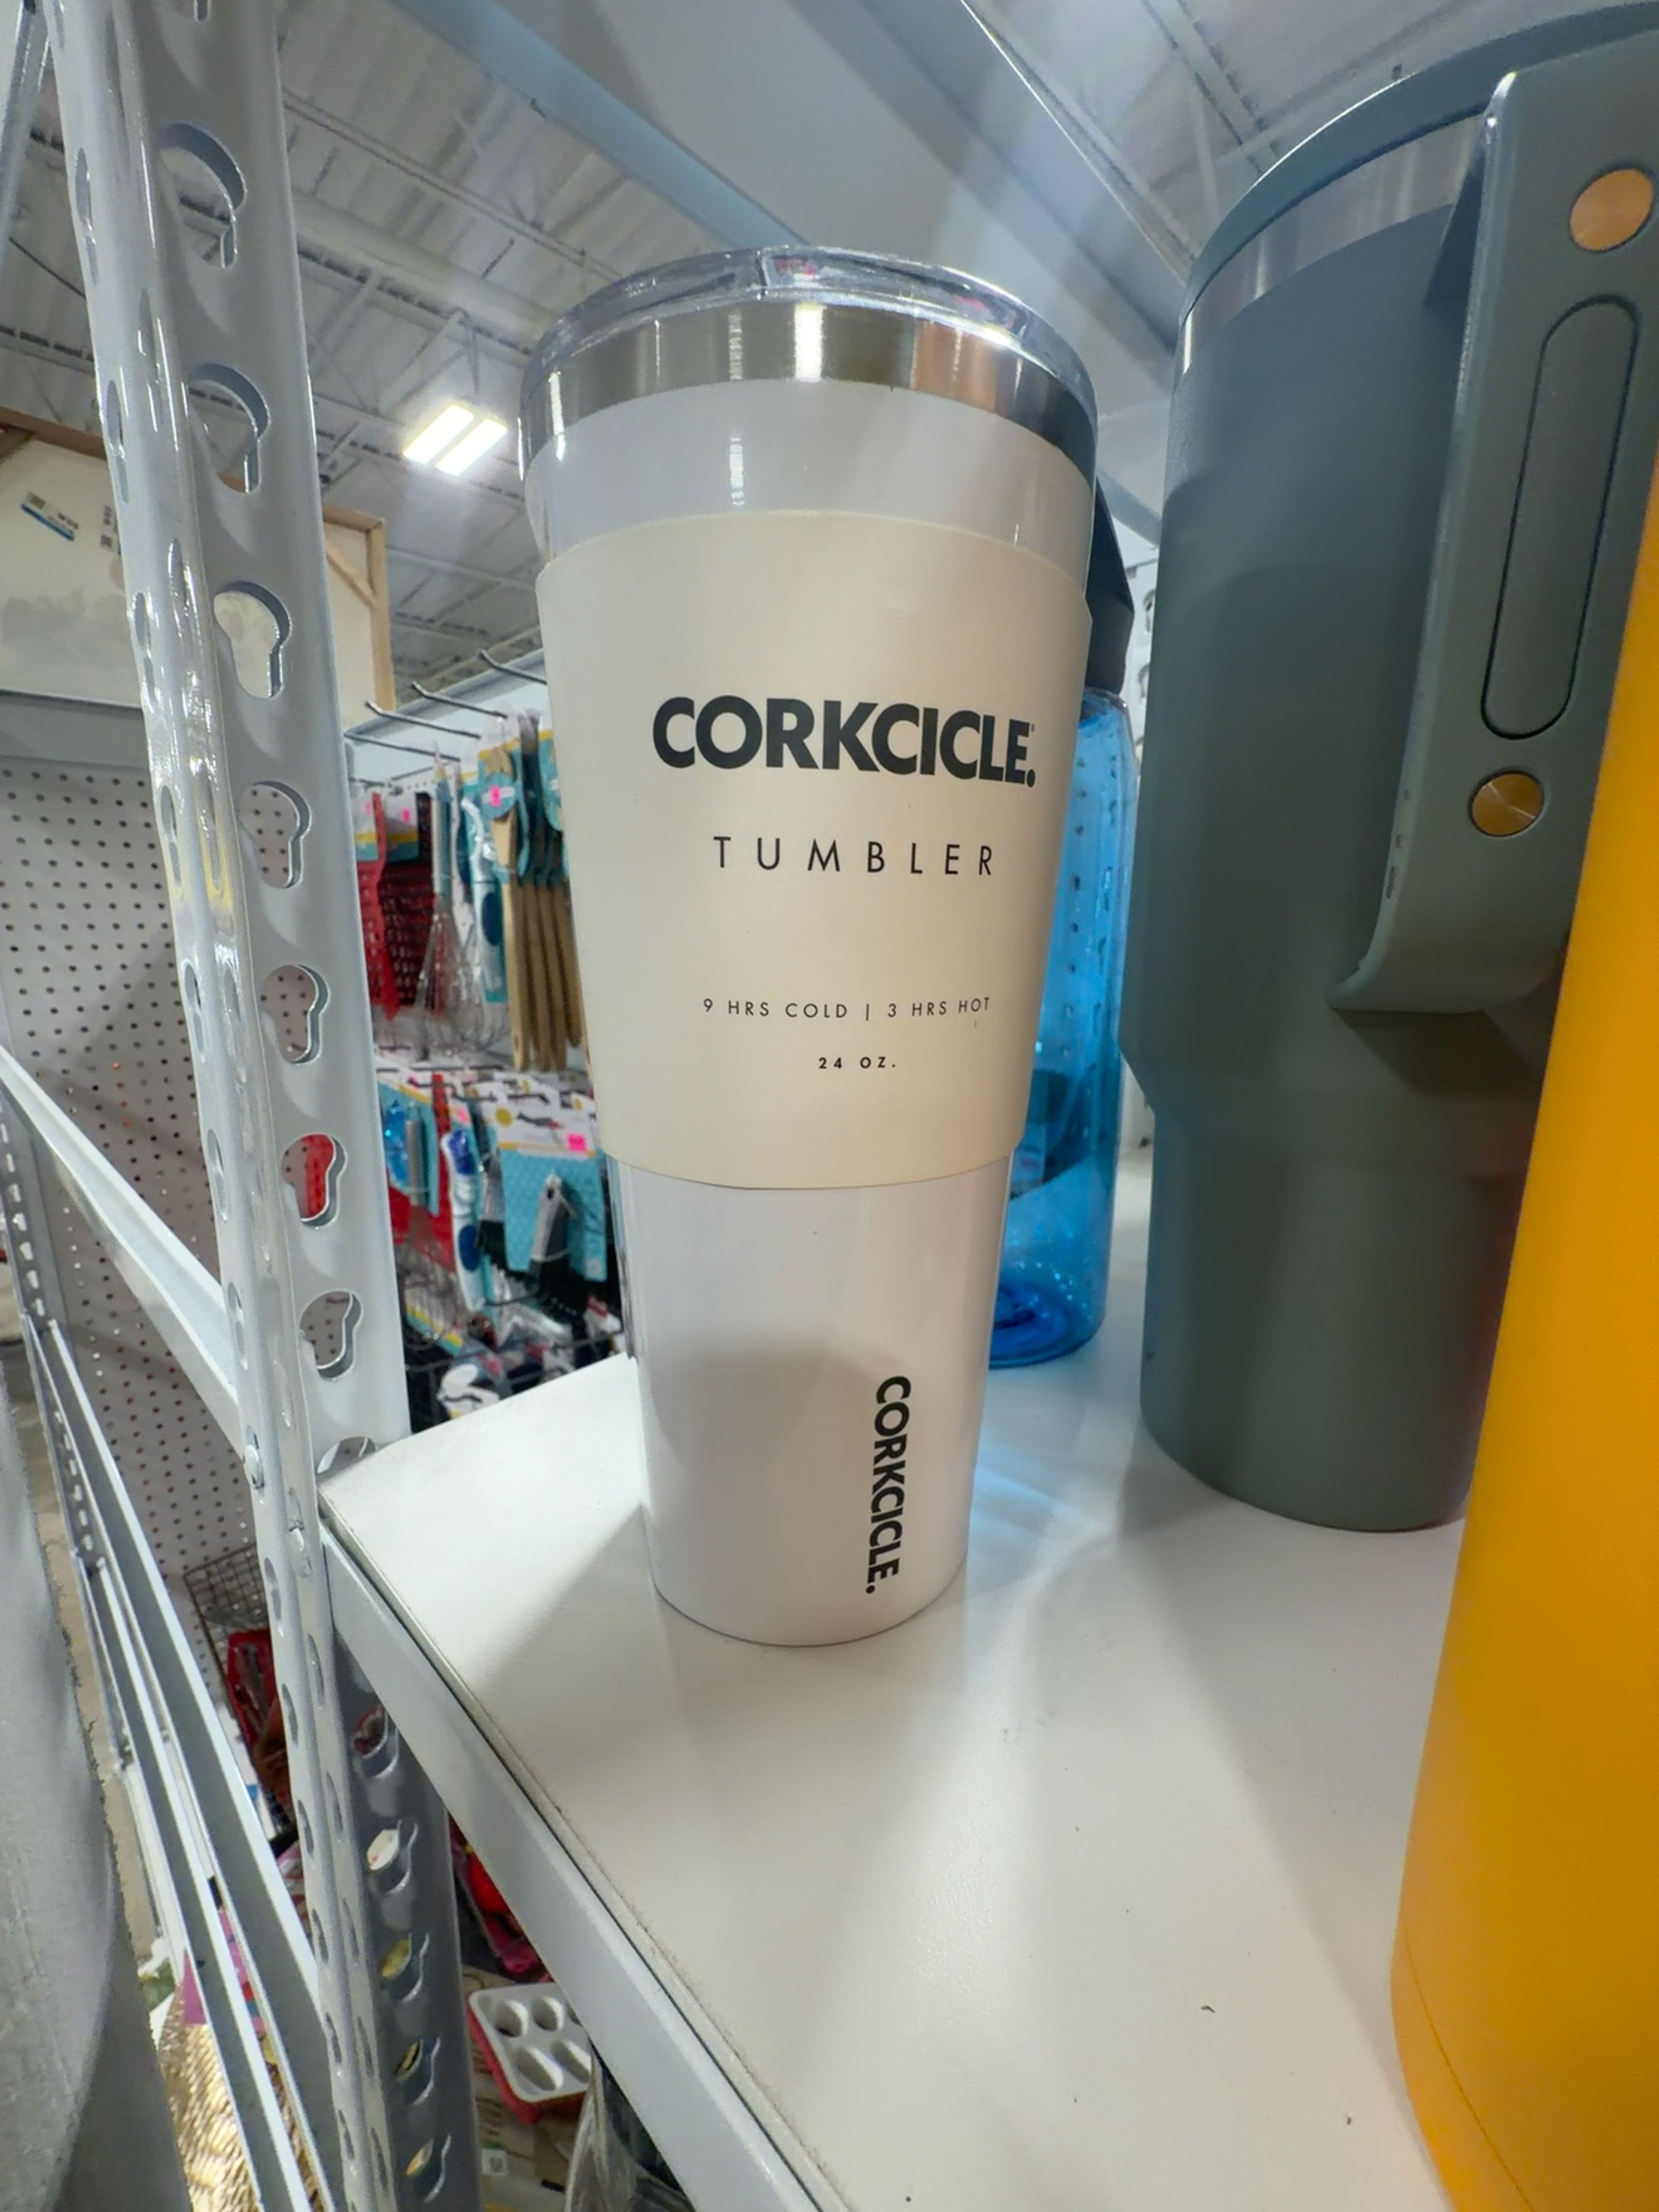 CORKCICLE.
TUMBLER
9 HRS COLD | 3 HRS HOT
24 OZ.
CORKCICLE.